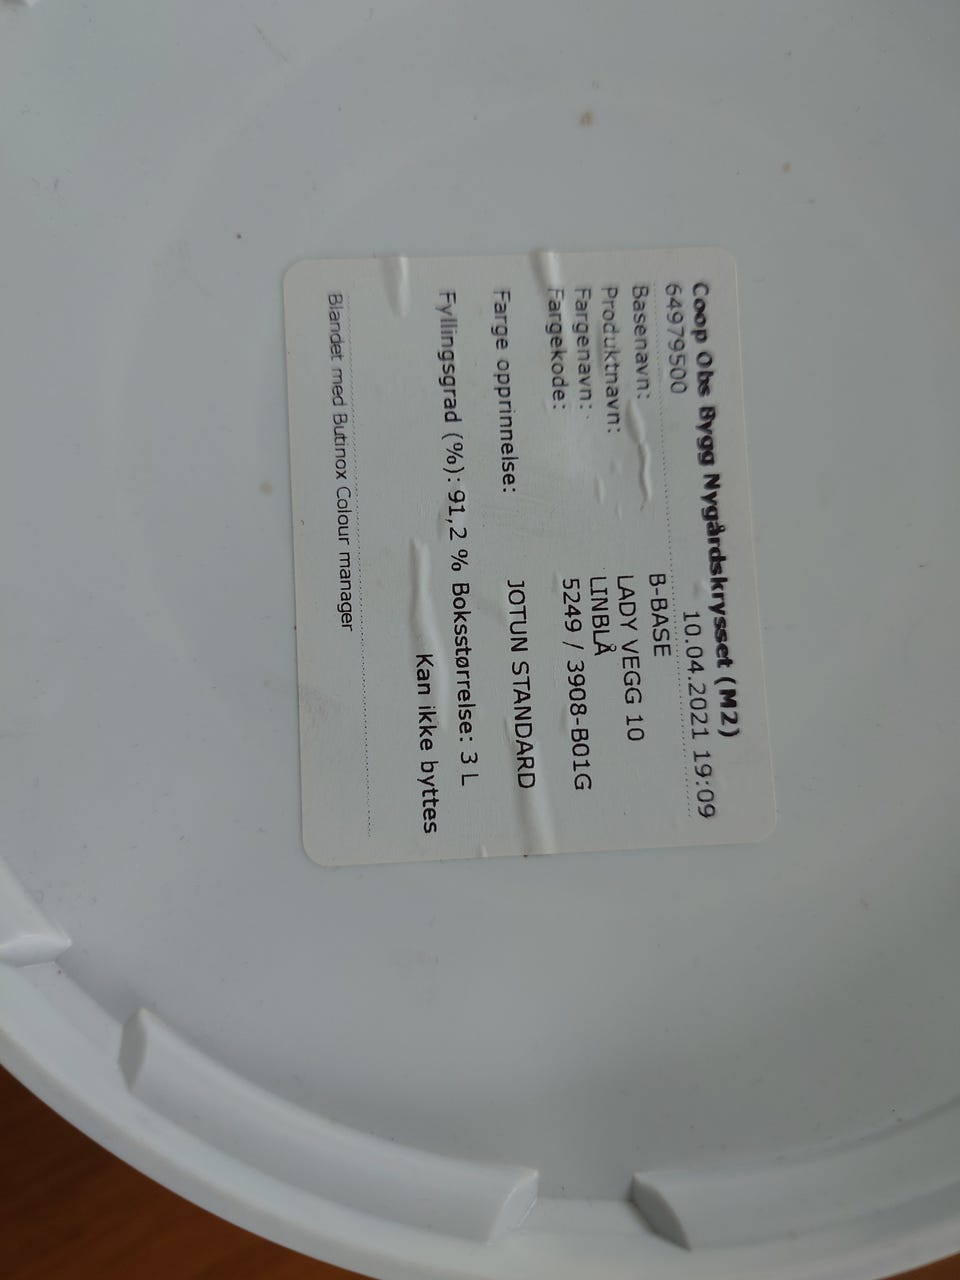 Coop Obs Bygg Nygårdskrysset (M2)
64979500 10.04.2021 19:09
Basenavn: B-BASE
Produktnavn: LADY VEGG 10
Fargenavn: LINBLÅ
Fargekode: 5249 / 3908-B01G
Farge opprinnelse: JOTUN STANDARD
Fyllingsgrad (%): 91,2 % Boksstørrelse: 3 L
Kan ikke byttes
Blandet med Butinox Colour manager